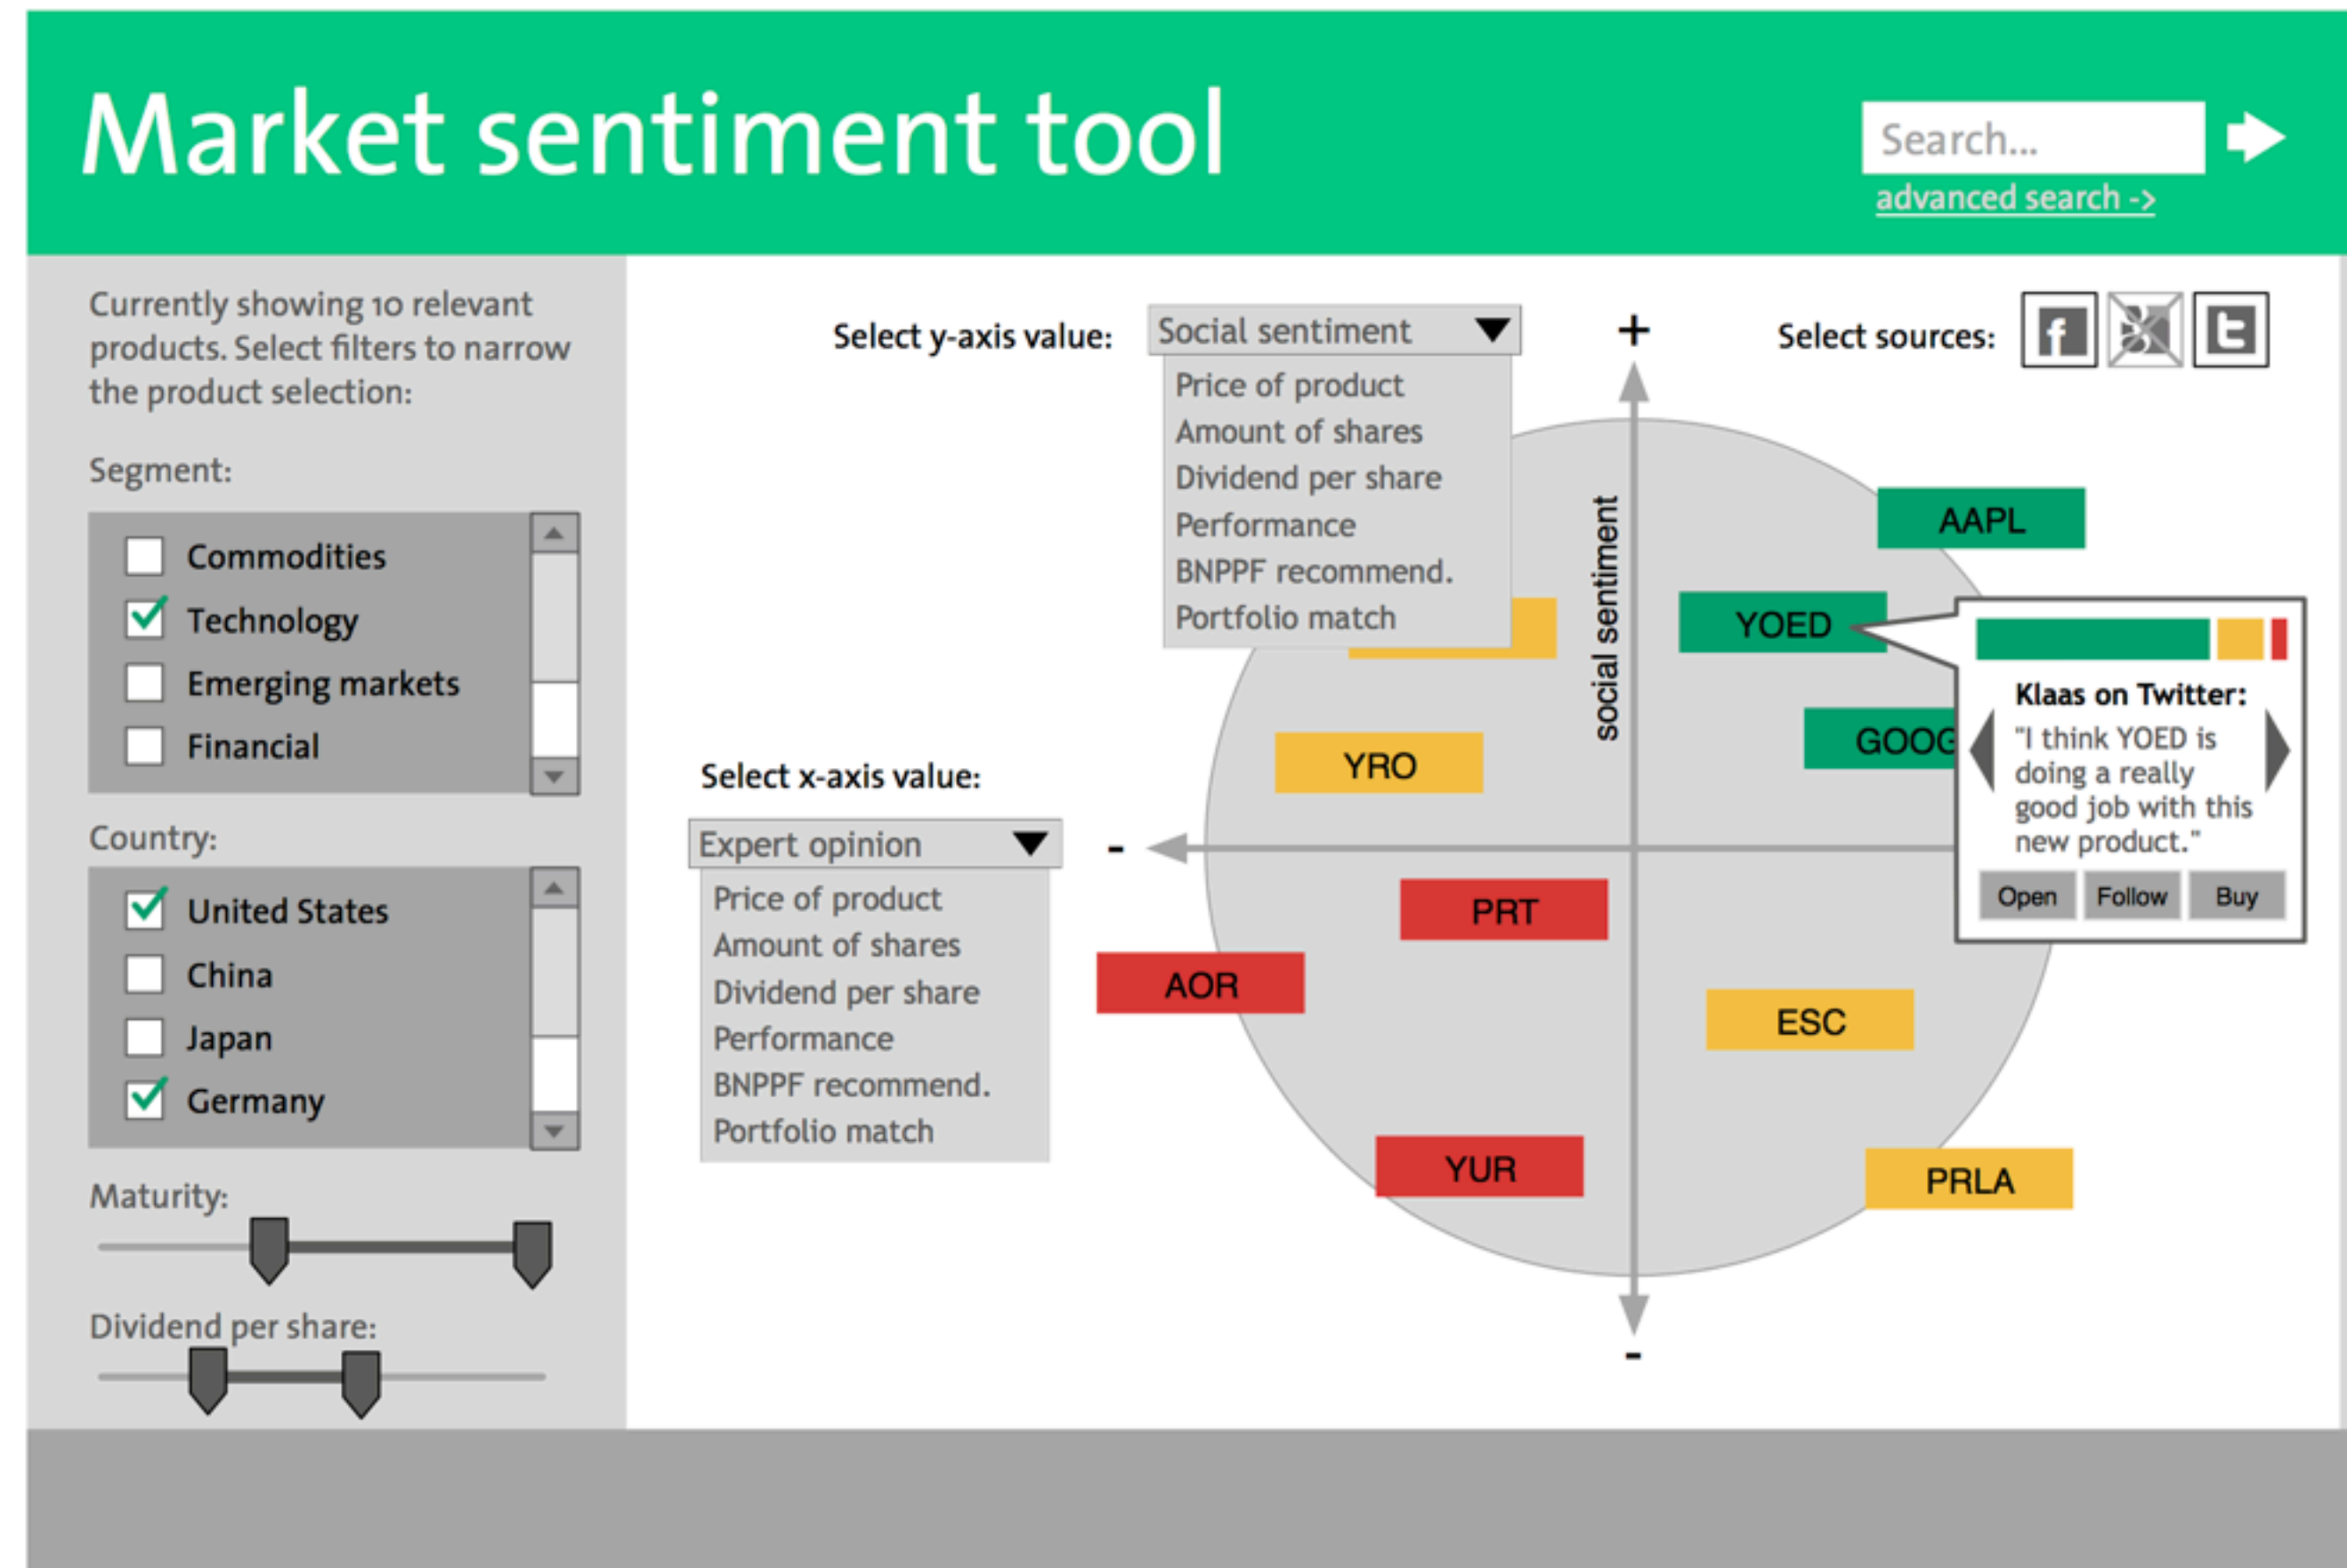 Market sentiment tool
Search...
advanced search ->
Currently showing 10 relevant
products. Select filters to narrow
the product selection:
Segment:
Commodities
Technology
Emerging markets
Financial
Country:
United States
China
Japan
Germany
Maturity:
Dividend per share:
Select y-axis value:
Social sentiment
Price of product
Amount of shares
Dividend per share
Performance
BNPPF recommend.
Portfolio match
+
Select sources:
f
t
social sentiment
AAPL
YOED
GOOG
YRO
Klaas on Twitter:
"I think YOED is
doing a really
good job with this
new product."
Open
Follow
Buy
Select x-axis value:
Expert opinion
Price of product
Amount of shares
Dividend per share
Performance
BNPPF recommend.
Portfolio match
-
PRT
AOR
ESC
YUR
PRLA
-